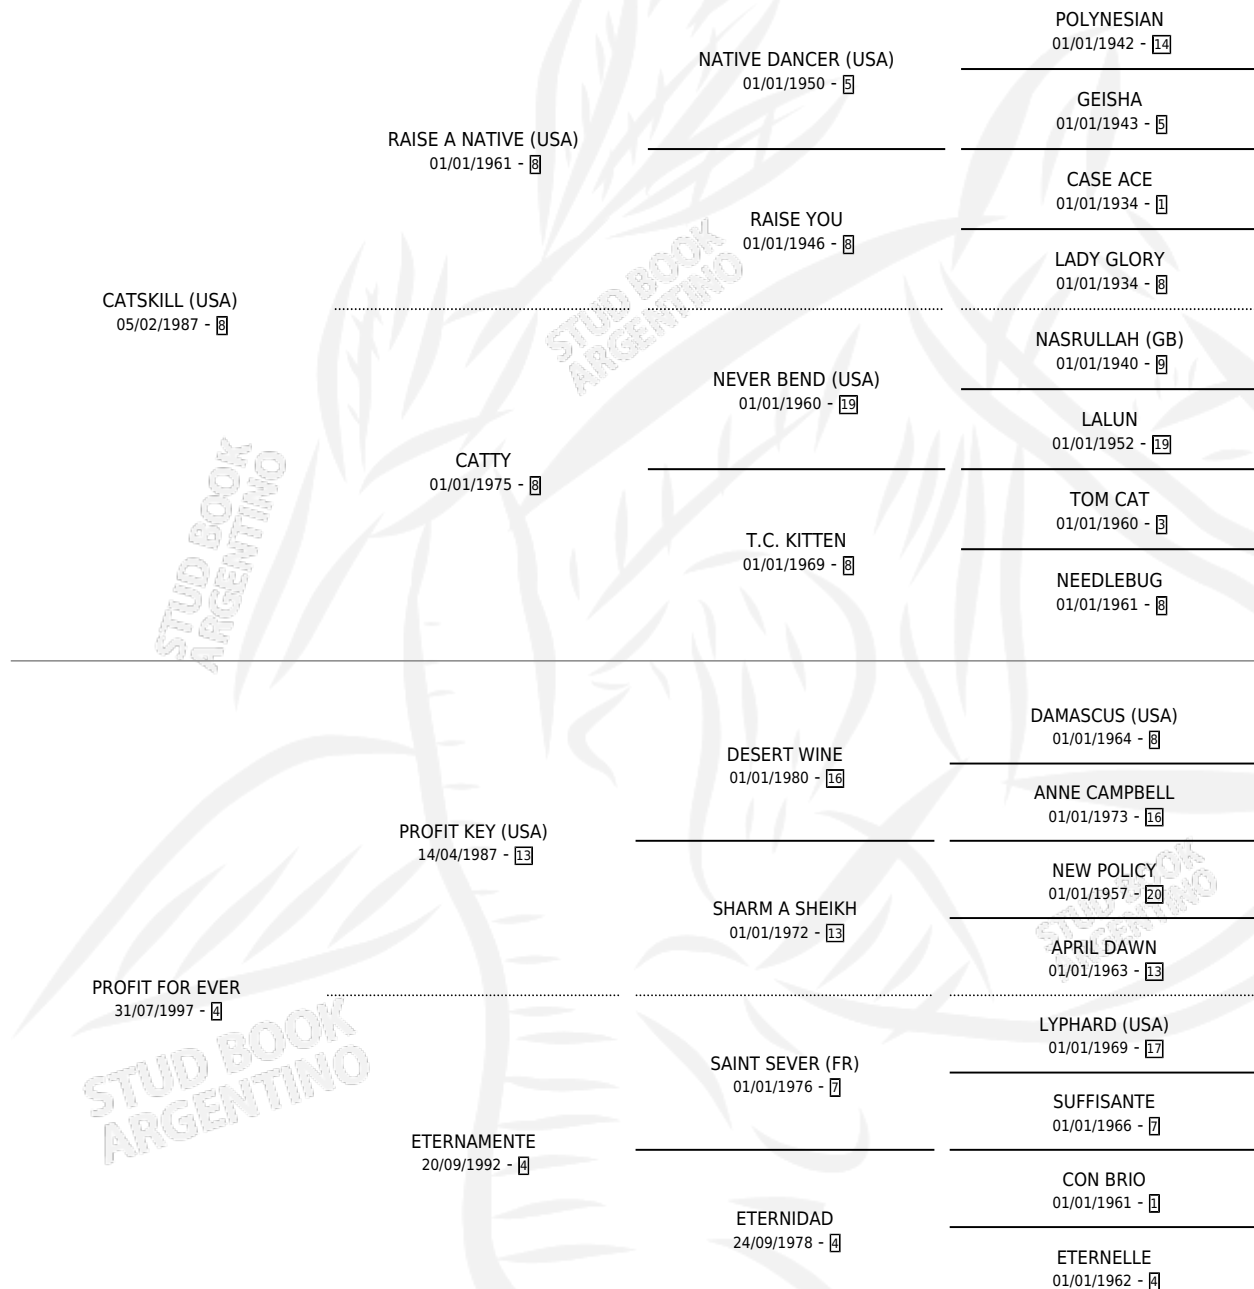 POLYNESIAN
01/01/1942 - 14
NATIVE DANCER (USA)
01/01/1950 - 5
GEISHA
01/01/1943 - 5
RAISE A NATIVE (USA)
01/01/1961 - 8
CASE ACE
01/01/1934 - 1
RAISE YOU
01/01/1946 - 8
LADY GLORY
01/01/1934 - 8
CATSKILL (USA)
05/02/1987 - 8
STUD BOOK
ARGENTINO
NASRULLAH (GB)
01/01/1940 - 9
NEVER BEND (USA)
01/01/1960 - 19
LALUN
01/01/1952 - 19
CATTY
01/01/1975 - 8
TOM CAT
01/01/1960 - 3
T.C. KITTEN
01/01/1969 - 8
NEEDLEBUG
01/01/1961 - 8
STUD BOOK
ARGENTINO
DAMASCUS (USA)
01/01/1964 - 8
DESERT WINE
01/01/1980 - 16
ANNE CAMPBELL
01/01/1973 - 16
PROFIT KEY (USA)
14/04/1987 - 13
NEW POLICY
01/01/1957 - 20
SHARM A SHEIKH
01/01/1972 - 13
APRIL DAWN
01/01/1963 - 13
STUD BOOK
ARGENTINO
PROFIT FOR EVER
31/07/1997 - 4
LYPHARD (USA)
01/01/1969 - 17
SAINT SEVER (FR)
01/01/1976 - 7
SUFFISANTE
01/01/1966 - 7
STUD BOOK
ARGENTINO
ETERNAMENTE
20/09/1992 - 4
CON BRIO
01/01/1961 - 1
ETERNIDAD
24/09/1978 - 4
ETERNELLE
01/01/1962 - 4